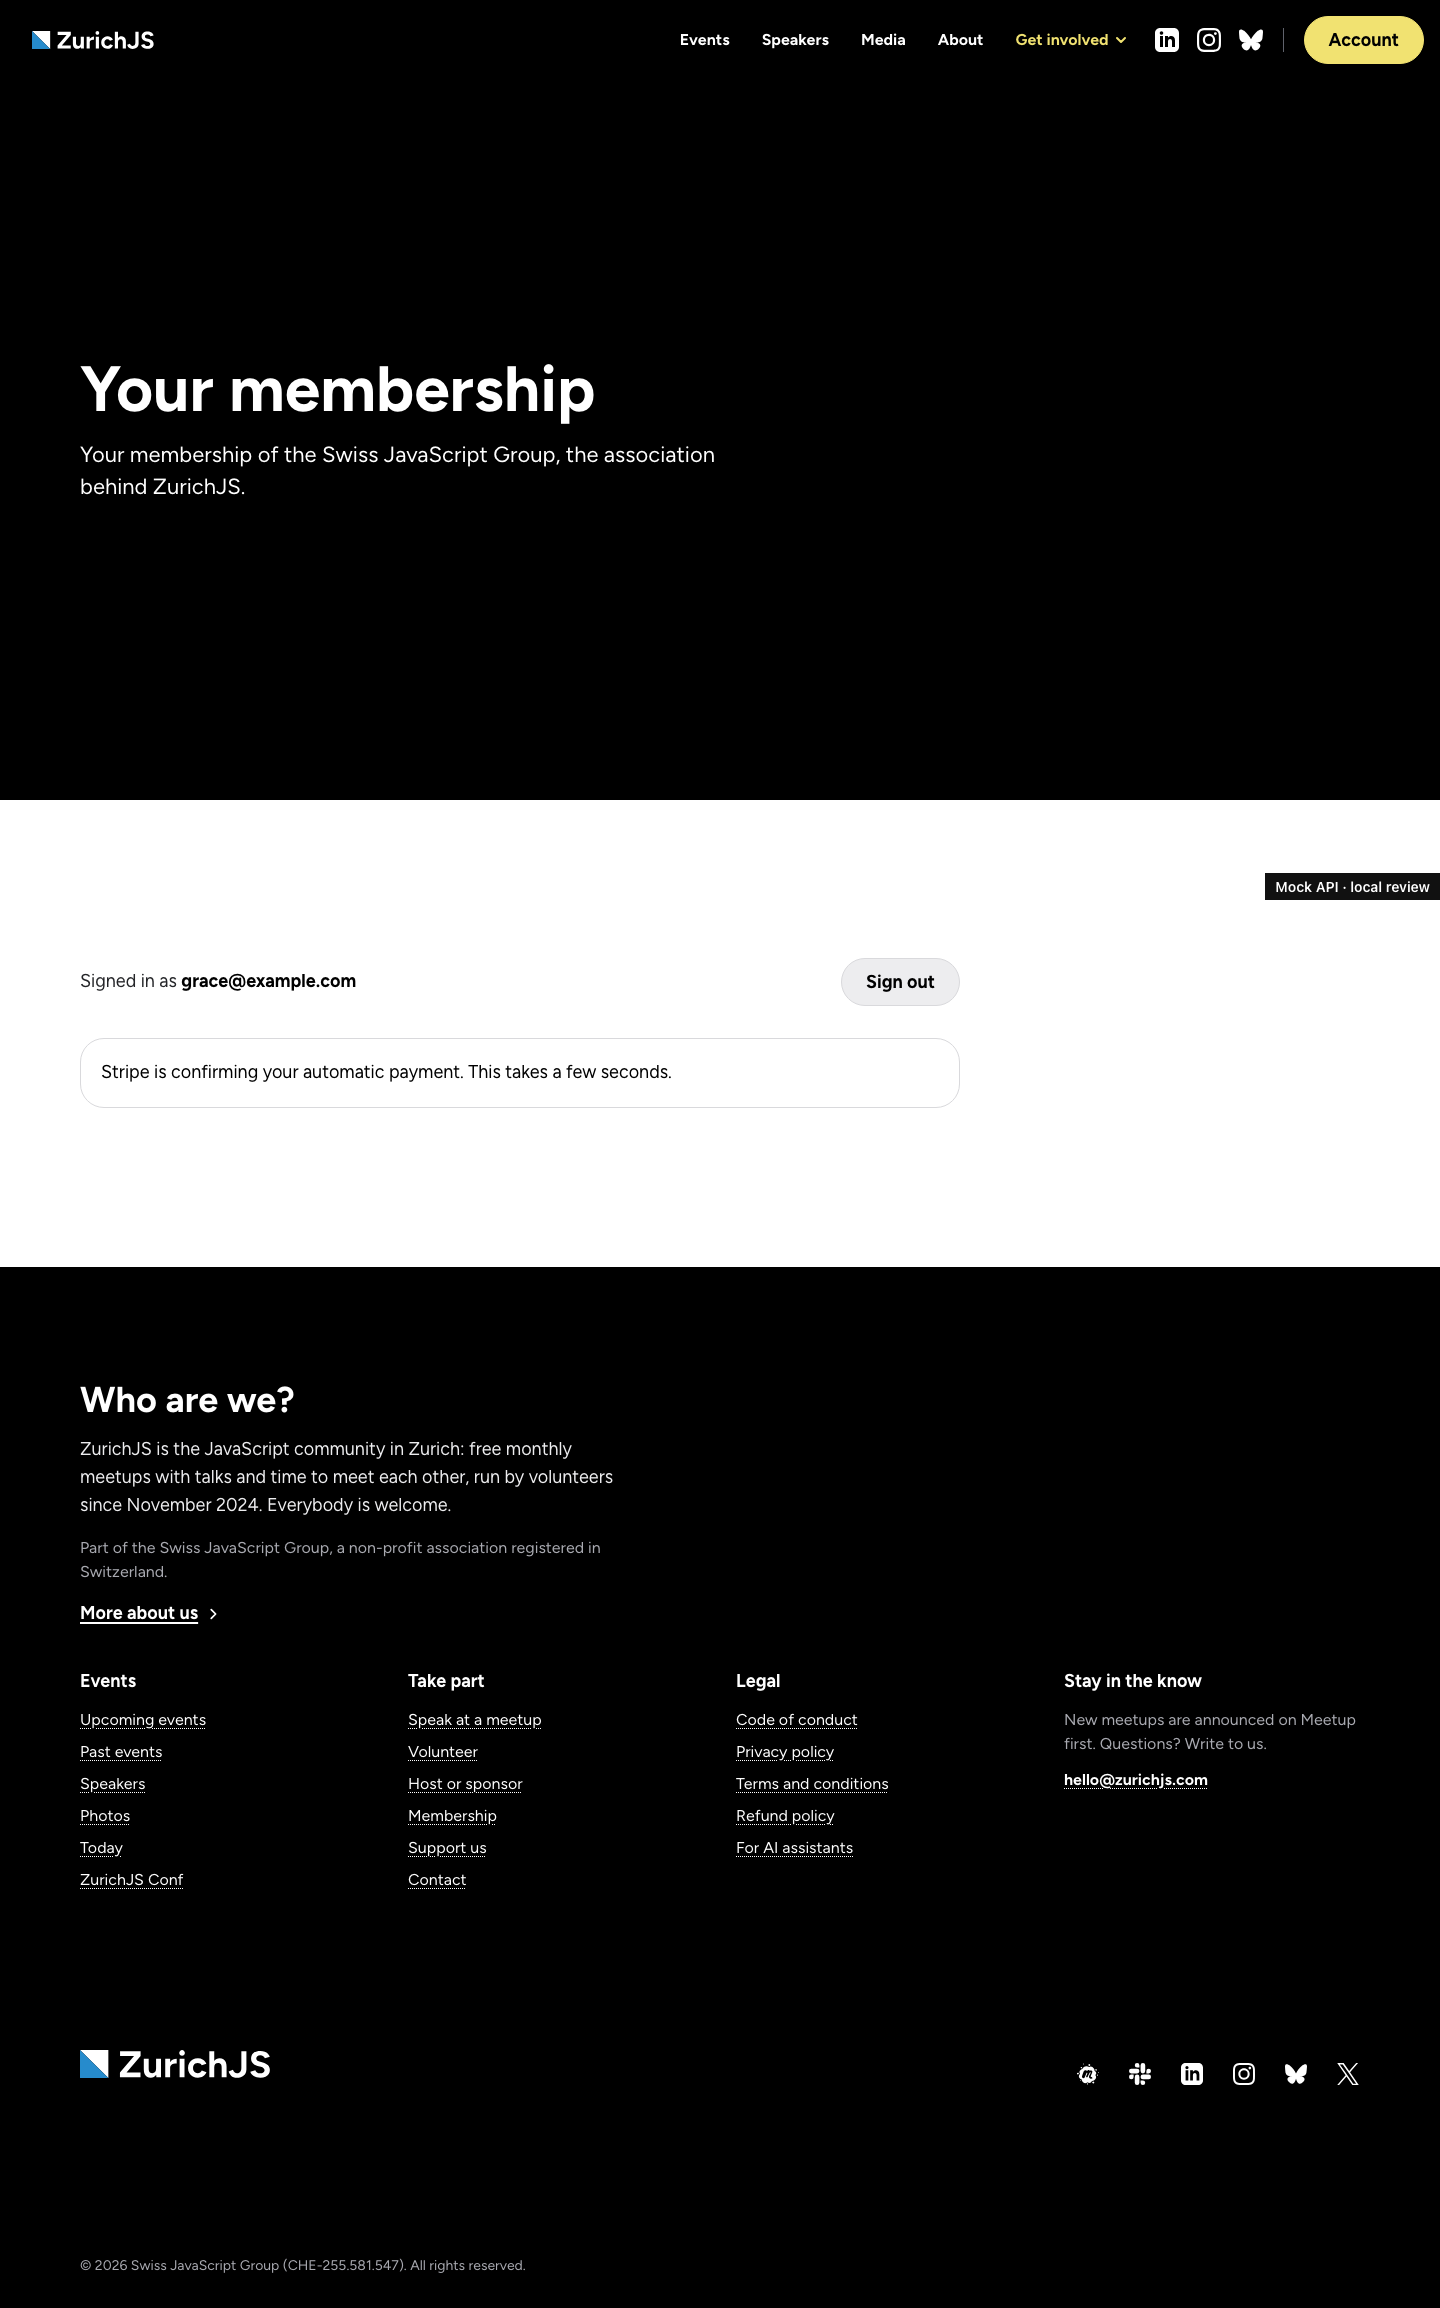 ZurichJS
Events
Speakers
Media
About
Get involved
Account
Your membership
Your membership of the Swiss JavaScript Group, the association
behind ZurichJS.
Mock API · local review
Signed in as grace@example.com
Sign out
Stripe is confirming your automatic payment. This takes a few seconds.
Who are we?
ZurichJS is the JavaScript community in Zurich: free monthly
meetups with talks and time to meet each other, run by volunteers
since November 2024. Everybody is welcome.
Part of the Swiss JavaScript Group, a non-profit association registered in
Switzerland.
More about us
Events
Upcoming events
Past events
Speakers
Photos
Today
ZurichJS Conf
Take part
Speak at a meetup
Volunteer
Host or sponsor
Membership
Support us
Contact
Legal
Code of conduct
Privacy policy
Terms and conditions
Refund policy
For AI assistants
Stay in the know
New meetups are announced on Meetup
first. Questions? Write to us.
hello@zurichjs.com
ZurichJS
© 2026 Swiss JavaScript Group (CHE-255.581.547). All rights reserved.